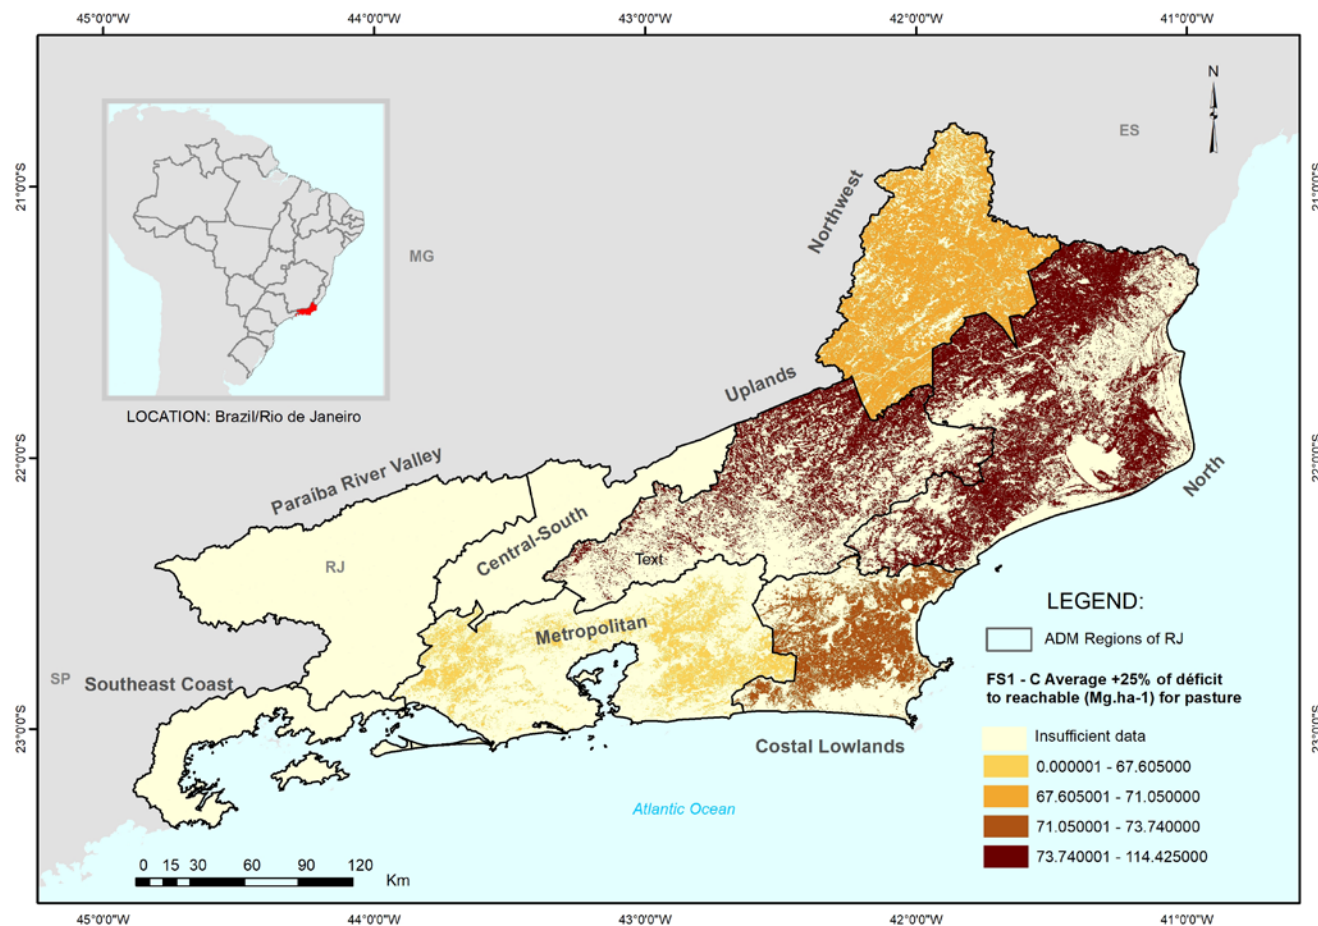 45°0'0"W 44°0'0"W 43°0'0"W 42°0'0"W 41°0'0"W
N
ES
21°0'0"S
21°0'0"S
Northwest
MG
Uplands
LOCATION: Brazil/Rio de Janeiro
22°0'0"S
22°0'0"S
Paraíba River Valley
North
Central-South
Text
RJ
LEGEND:
Metropolitan
ADM Regions of RJ
SP
Southeast Coast
FS1 - C Average +25% of déficit
to reachable (Mg.ha-1) for pasture
23°0'0"S
23°0'0"S
Costal Lowlands
Insufficient data
0.000001 - 67.605000
67.605001 - 71.050000
71.050001 - 73.740000
73.740001 - 114.425000
Atlantic Ocean
0 15 30 60 90 120
Km
45°0'0"W 44°0'0"W 43°0'0"W 42°0'0"W 41°0'0"W